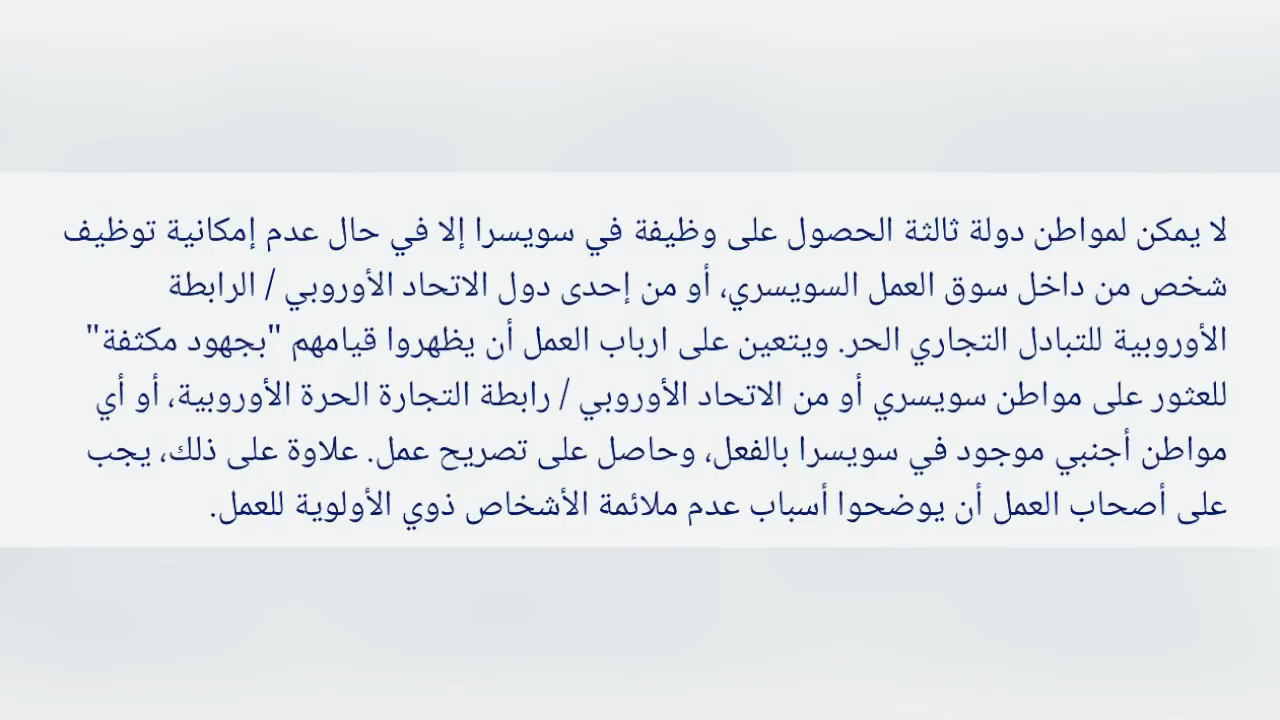 لا يمكن لمواطن دولة ثالثة الحصول على وظيفة في سويسرا إلا في حال عدم إمكانية توظيف
شخص من داخل سوق العمل السويسري، أو من إحدى دول الاتحاد الأوروبي / الرابطة
الأوروبية للتبادل التجاري الحر. ويتعين على ارباب العمل أن يظهروا قيامهم "بجهود مكثفة"
للعثور على مواطن سويسري أو من الاتحاد الأوروبي / رابطة التجارة الحرة الأوروبية، أو أي
مواطن أجنبي موجود في سويسرا بالفعل، وحاصل على تصريح عمل. علاوة على ذلك، يجب
على أصحاب العمل أن يوضحوا أسباب عدم ملائمة الأشخاص ذوي الأولوية للعمل.